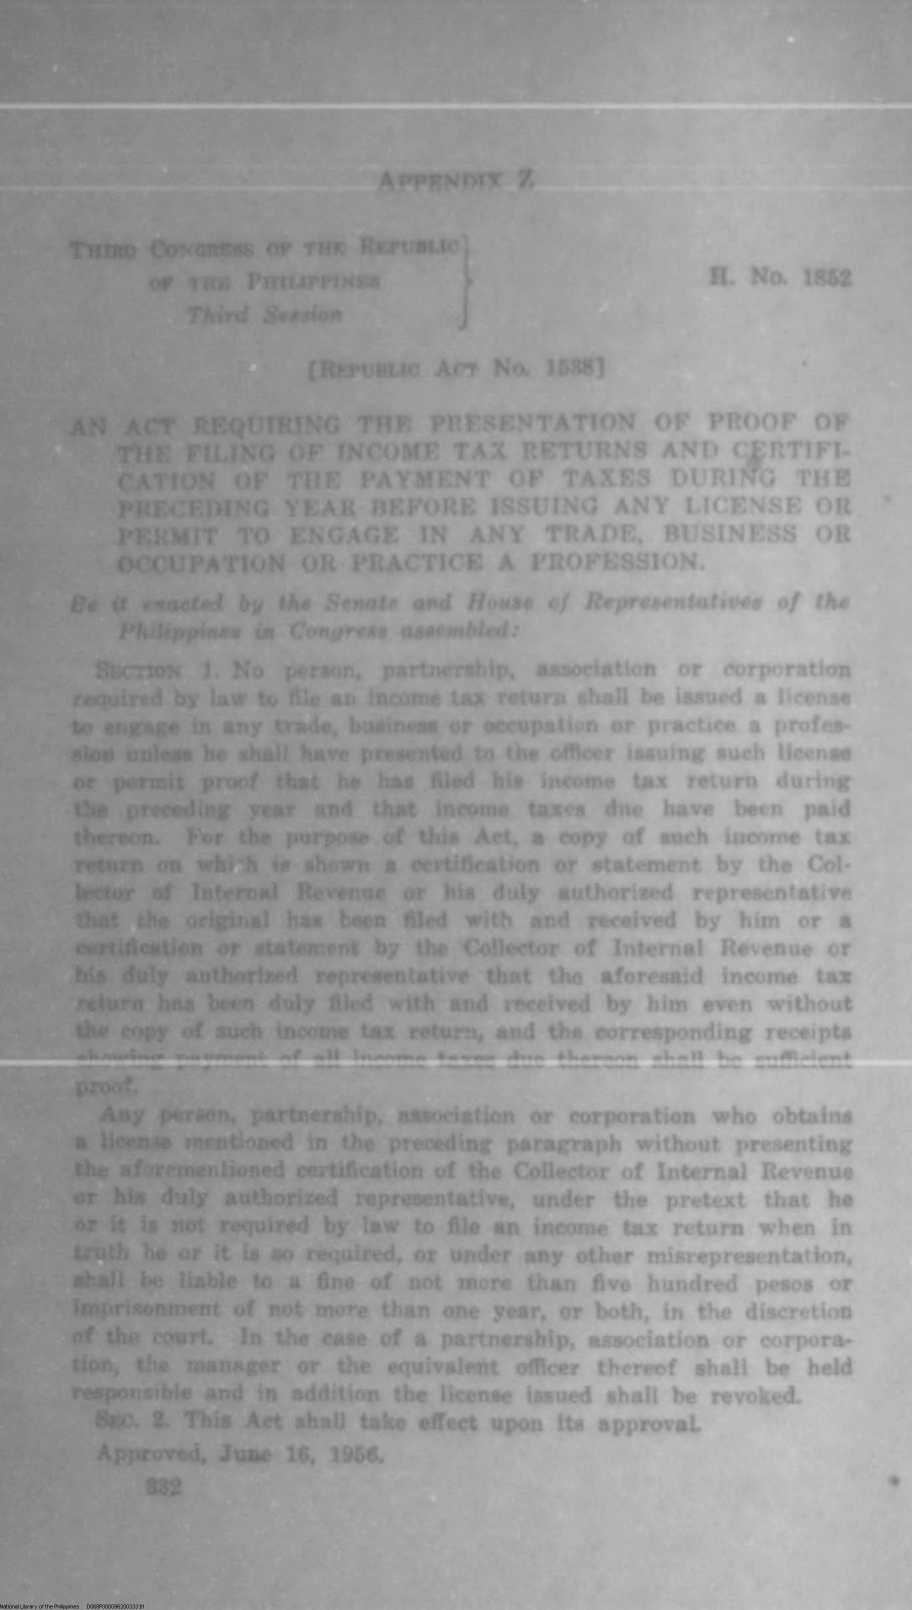 APPENDIX Z
THIRD CONGRESS OF THE REPUBLIC
OF THE PHILIPPINES
Third Session
H. No. 1852
[REPUBLIC ACT No. 1538]
AN ACT REQUIRING THE PRESENTATION OF PROOF OF
THE FILING OF INCOME TAX RETURNS AND CERTIFI-
CATION OF THE PAYMENT OF TAXES DURING THE
PRECEDING YEAR BEFORE ISSUING ANY LICENSE OR
PERMIT TO ENGAGE IN ANY TRADE, BUSINESS OR
OCCUPATION OR PRACTICE A PROFESSION.
Be it enacted by the Senate and House of Representatives of the
Philippines in Congress assembled:
SECTION 1. No person, partnership, association or corporation
required by law to file an income tax return shall be issued a license
to engage in any trade, business or occupation or practice a profes-
sion unless he shall have presented to the officer issuing such license
or permit proof that he has filed his income tax return during
the preceding year and that income taxes due have been paid
thereon. For the purpose of this Act, a copy of such income tax
return on which is shown a certification or statement by the Col-
lector of Internal Revenue or his duly authorized representative
that the original has been filed with and received by him or a
certification or statement by the Collector of Internal Revenue or
his duly authorized representative that the aforesaid income tax
return has been duly filed with and received by him even without
the copy of such income tax return, and the corresponding receipts
showing payment of all income taxes due thereon shall be sufficient
proof.
Any person, partnership, association or corporation who obtains
a license mentioned in the preceding paragraph without presenting
the aforementioned certification of the Collector of Internal Revenue
or his duly authorized representative, under the pretext that he
or it is not required by law to file an income tax return when in
truth he or it is so required, or under any other misrepresentation,
shall be liable to a fine of not more than five hundred pesos or
imprisonment of not more than one year, or both, in the discretion
of the court. In the case of a partnership, association or corpora-
tion, the manager or the equivalent officer thereof shall be held
responsible and in addition the license issued shall be revoked.
SEC. 2. This Act shall take effect upon its approval.
Approved, June 16, 1956.
332
National Library of the Philippines